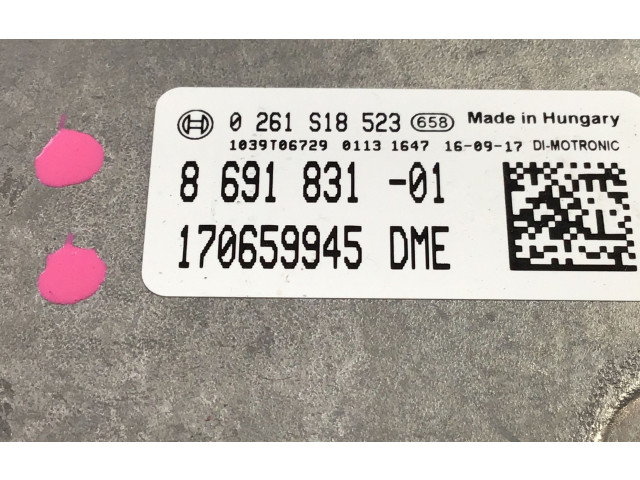 0 261 S18 523 658 Made in Hungary
1039T06729 0113 1647 16-09-17 DI-MOTRONIC
8 691 831 -01
170659945 DME